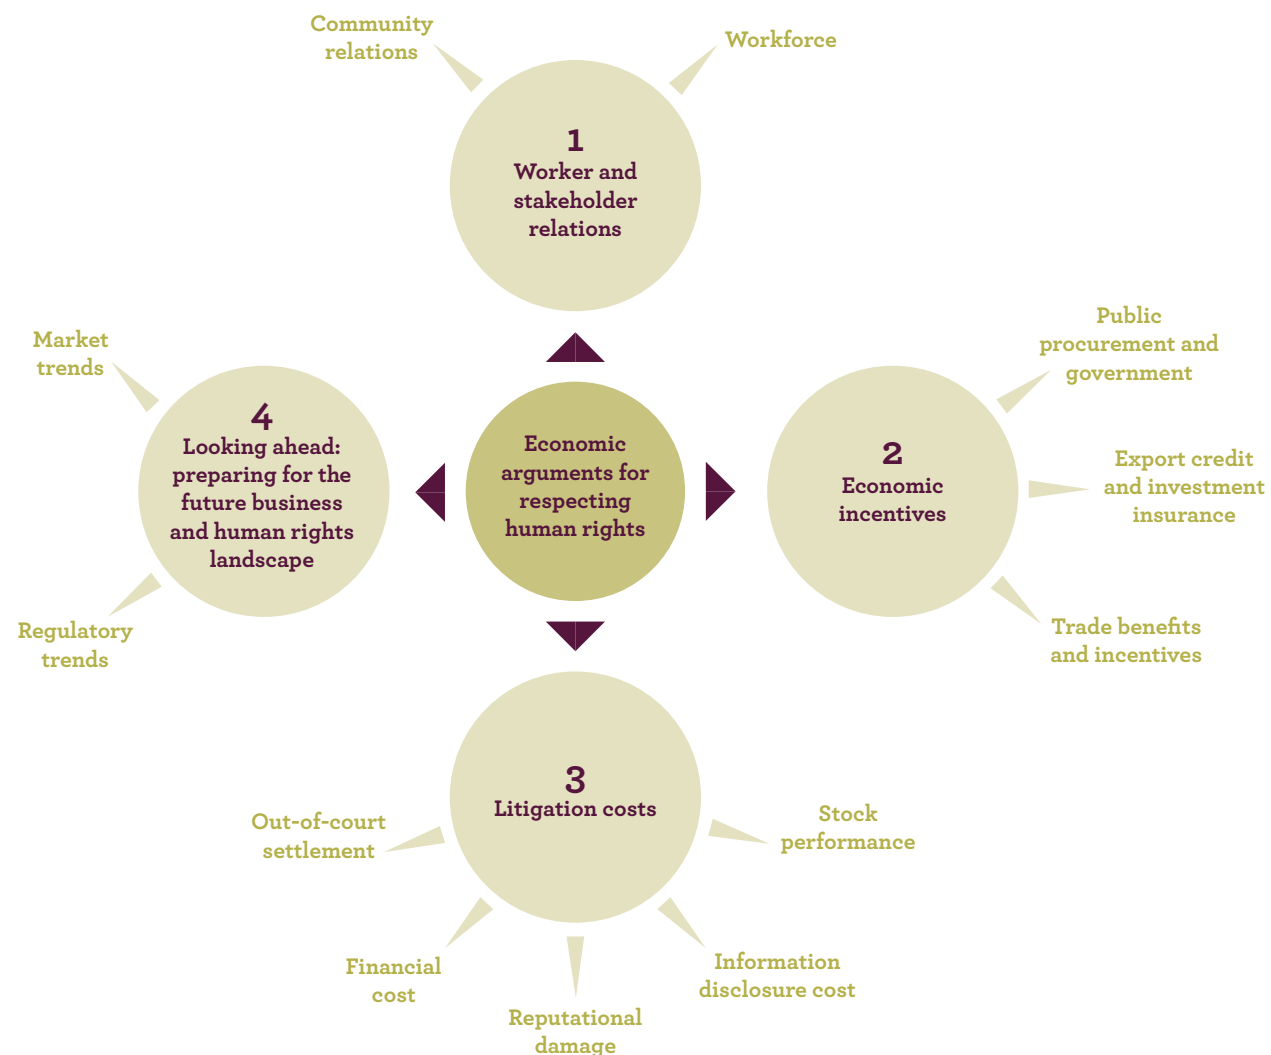 Community
relations
Workforce
1
Worker and
stakeholder
relations
Market
trends
4
Looking ahead:
preparing for the
future business
and human rights
landscape
Regulatory
trends
Economic
arguments for
respecting
human rights
2
Economic
incentives
Public
procurement and
government
Export credit
and investment
insurance
Trade benefits
and incentives
3
Litigation costs
Out-of-court
settlement
Financial
cost
Reputational
damage
Information
disclosure cost
Stock
performance